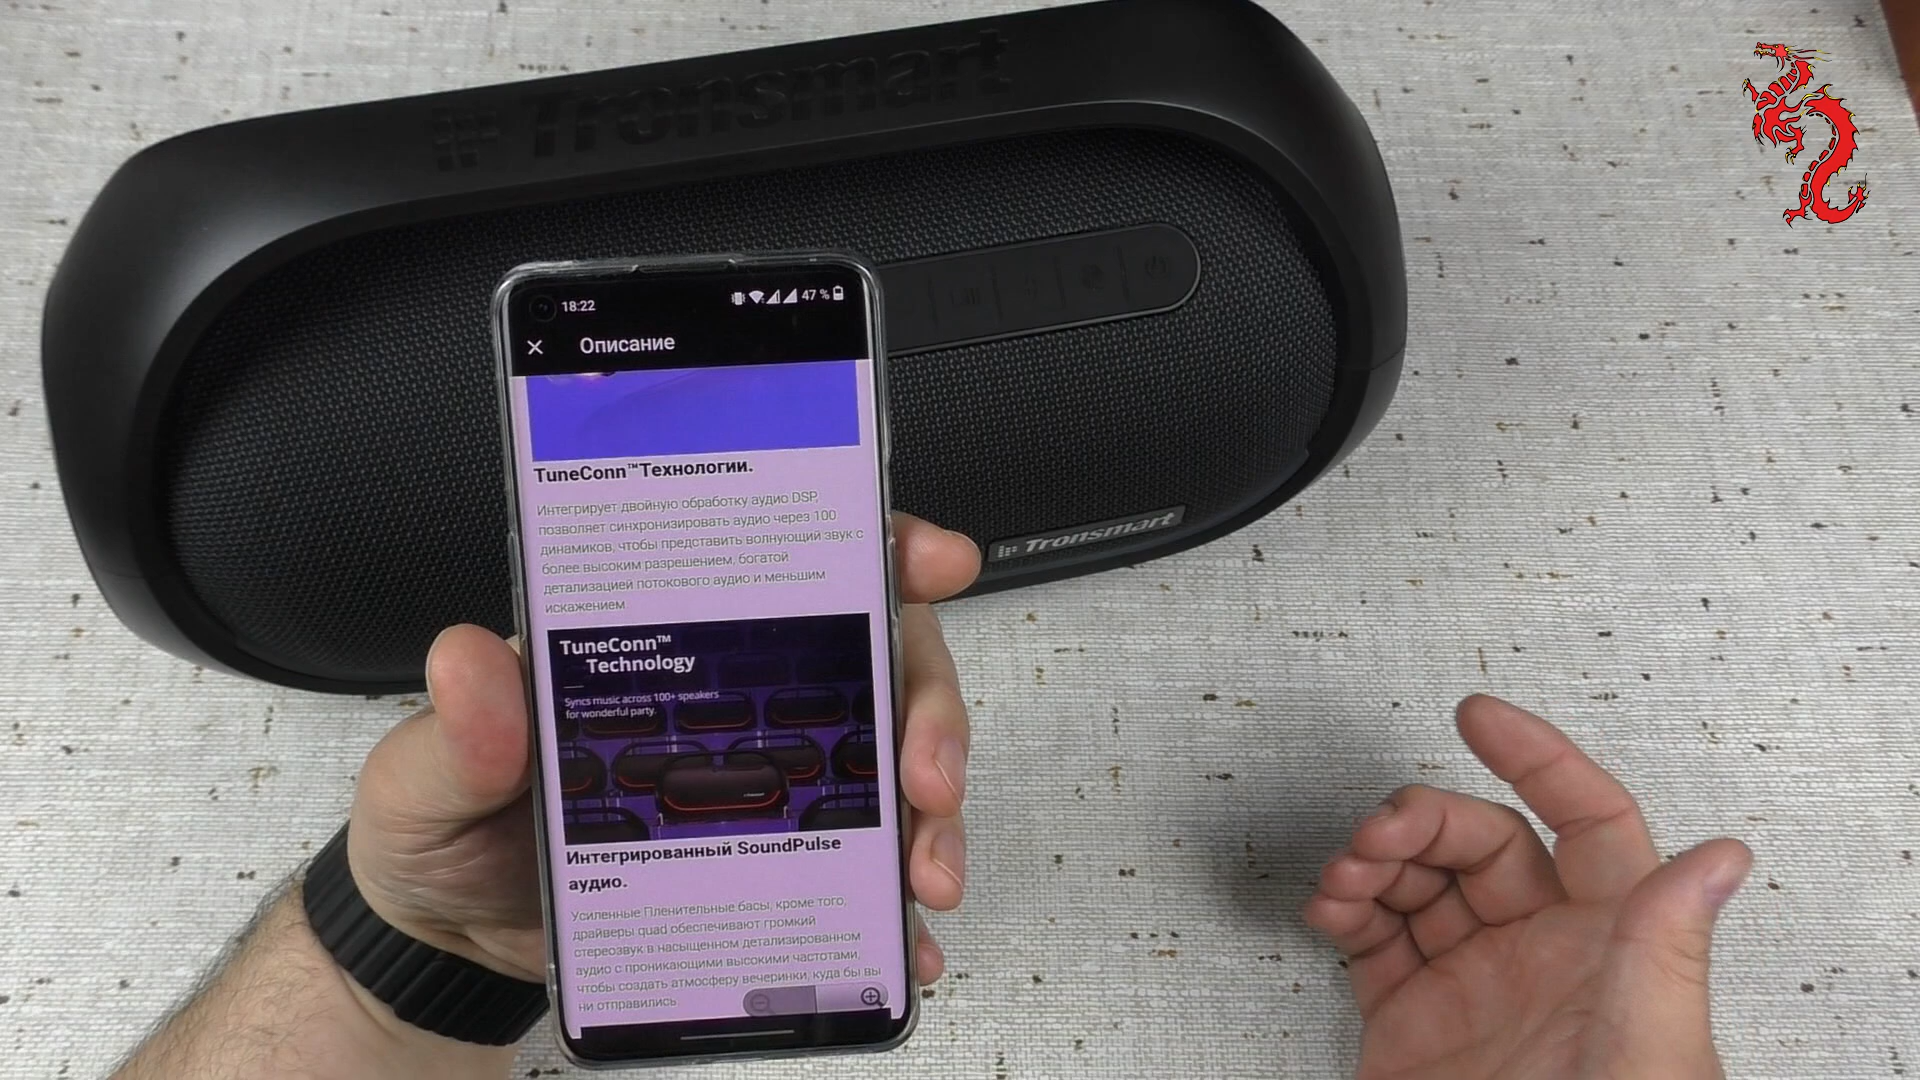 Tronsmart
18:22
47 %
Описание
TuneConn™Технологии.
Интегрирует двойную обработку аудио DSP,
позволяет синхронизировать аудио через 100
динамиков, чтобы представить волнующий звук с
более высоким разрешением, богатой
детализацией потокового аудио и меньшим
искажением
Tronsmart
TuneConn™
Technology
Syncs music across 100+ speakers
for wonderful party.
Интегрированный SoundPulse
аудио.
Усиленные Пленительные басы, кроме того,
драйверы quad обеспечивают громкий
стереозвук в насыщенном детализированном
аудио с проникающими высокими частотами,
чтобы создать атмосферу вечеринки, куда бы вы
ни отправились